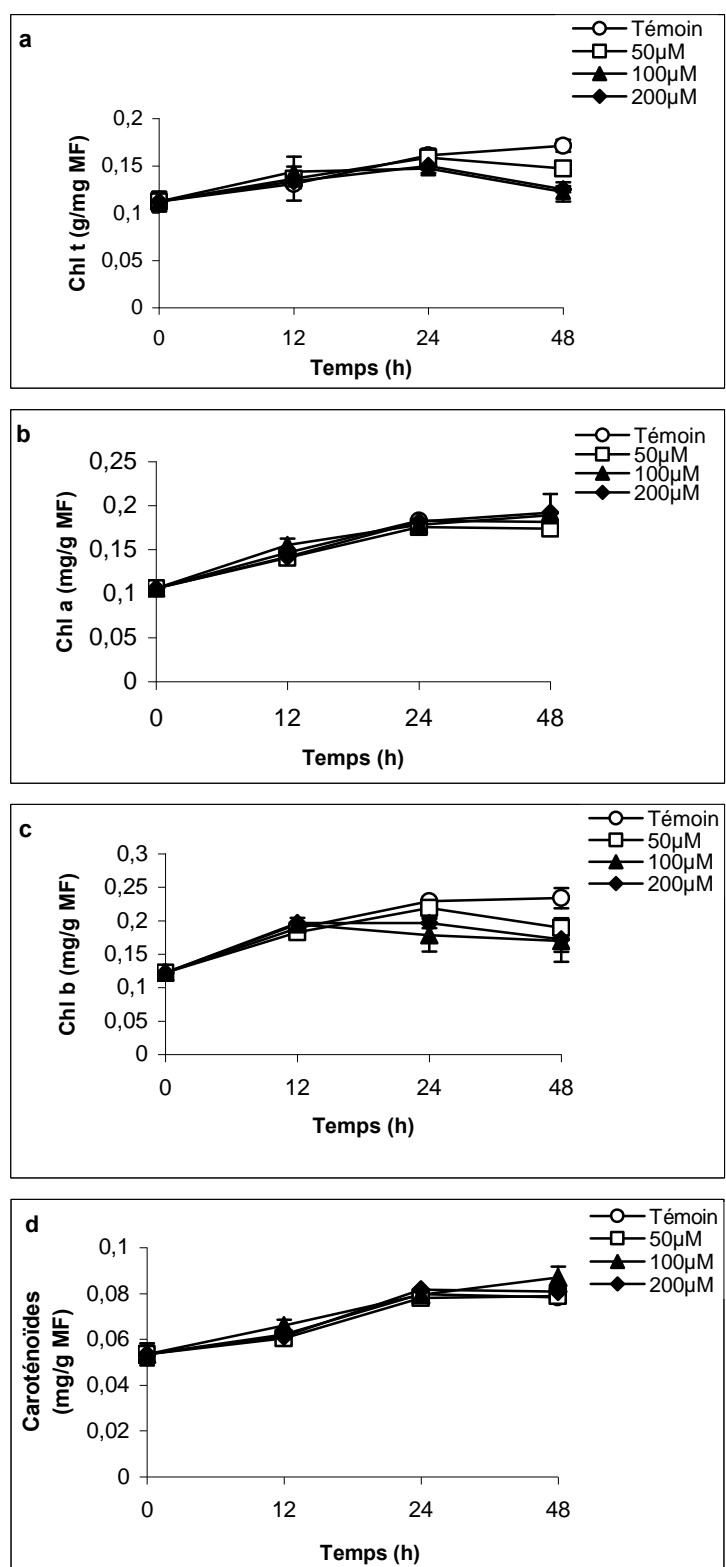 a
Témoin
50µM
100µM
200µM
0,2
0,15
0,1
0,05
0
Chl t (g/mg MF)
0 12 24 48
Temps (h)
b
Témoin
50µM
100µM
200µM
0,25
0,2
0,15
0,1
0,05
0
Chl a (mg/g MF)
0 12 24 48
Temps (h)
c
Témoin
50µM
100µM
200µM
0,3
0,25
0,2
0,15
0,1
0,05
0
Chl b (mg/g MF)
0 12 24 48
Temps (h)
d
Témoin
50µM
100µM
200µM
0,1
0,08
0,06
0,04
0,02
0
Caroténoïdes
(mg/g MF)
0 12 24 48
Temps (h)